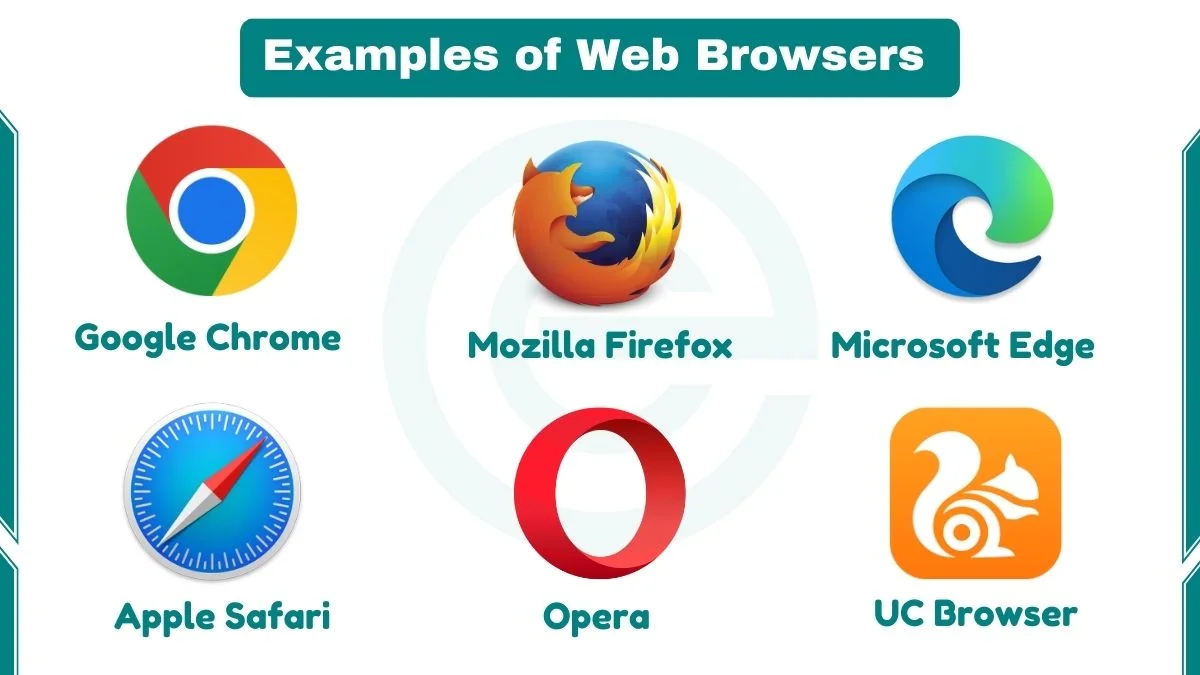 Examples of Web Browsers
Google Chrome
Mozilla Firefox
Microsoft Edge
Apple Safari
Opera
UC Browser